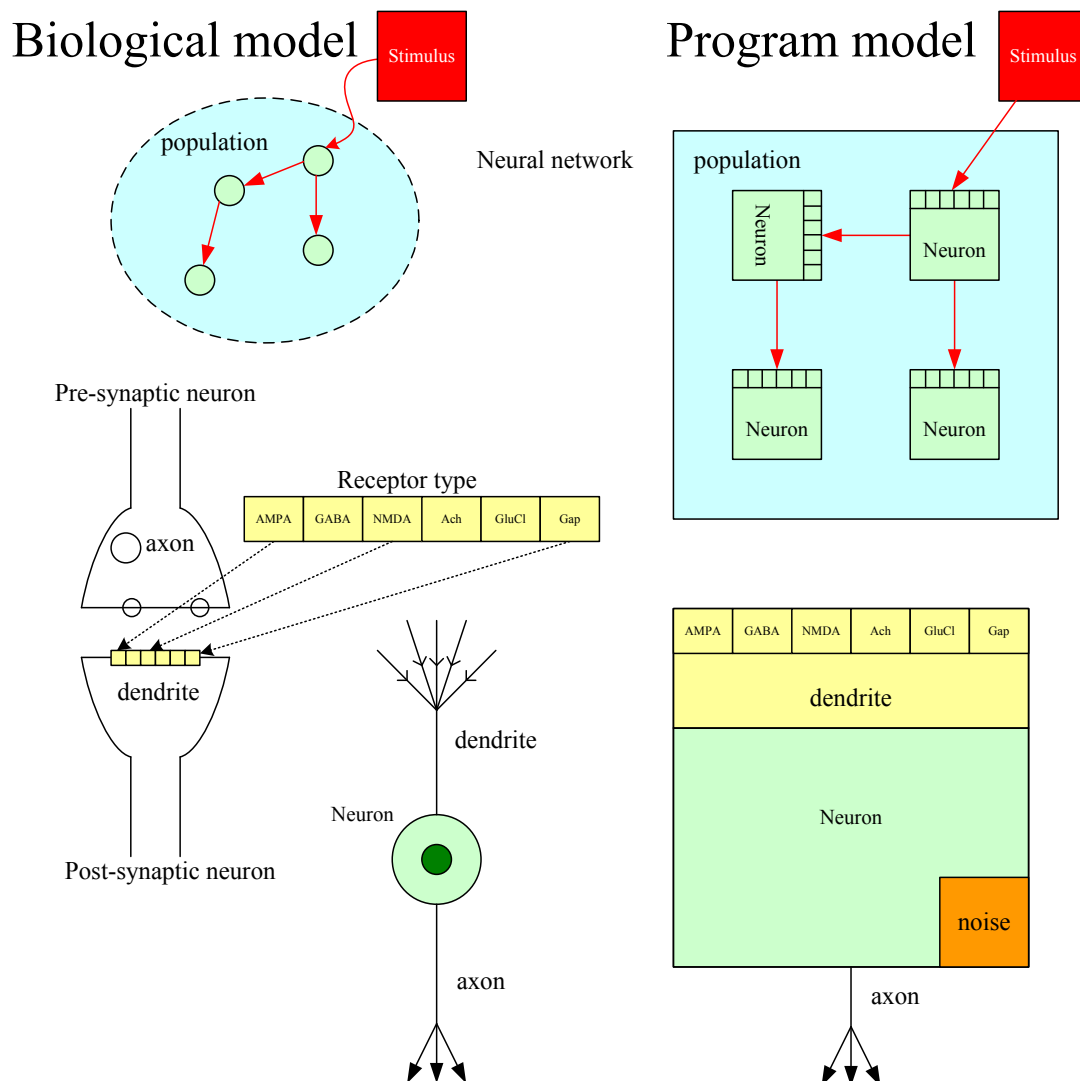 Biological model
Stimulus
Program model
Stimulus
population
Neural network
population
Neuron
Neuron
Neuron
Neuron
Pre-synaptic neuron
Receptor type
AMPA GABA NMDA Ach GluCl Gap
axon
dendrite
dendrite
Neuron
Post-synaptic neuron
axon
AMPA GABA NMDA Ach GluCl Gap
dendrite
Neuron
noise
axon